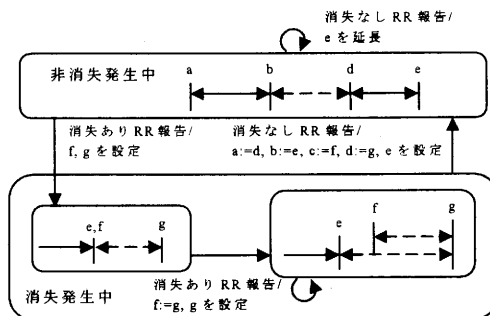 消失なし RR 報告/
e を延長
非消失発生中
a b d e
消失あり RR 報告/
f, g を設定
消失なし RR 報告/
a:=d, b:=e, c:=f, d:=g, e を設定
e,f g
e f g
消失発生中
消失あり RR 報告/
f:=g, g を設定